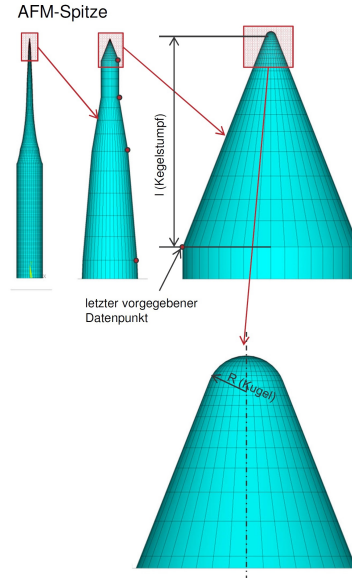 AFM-Spitze
l (Kegelstumpf)
letzter vorgegebener
Datenpunkt
R (Kugel)